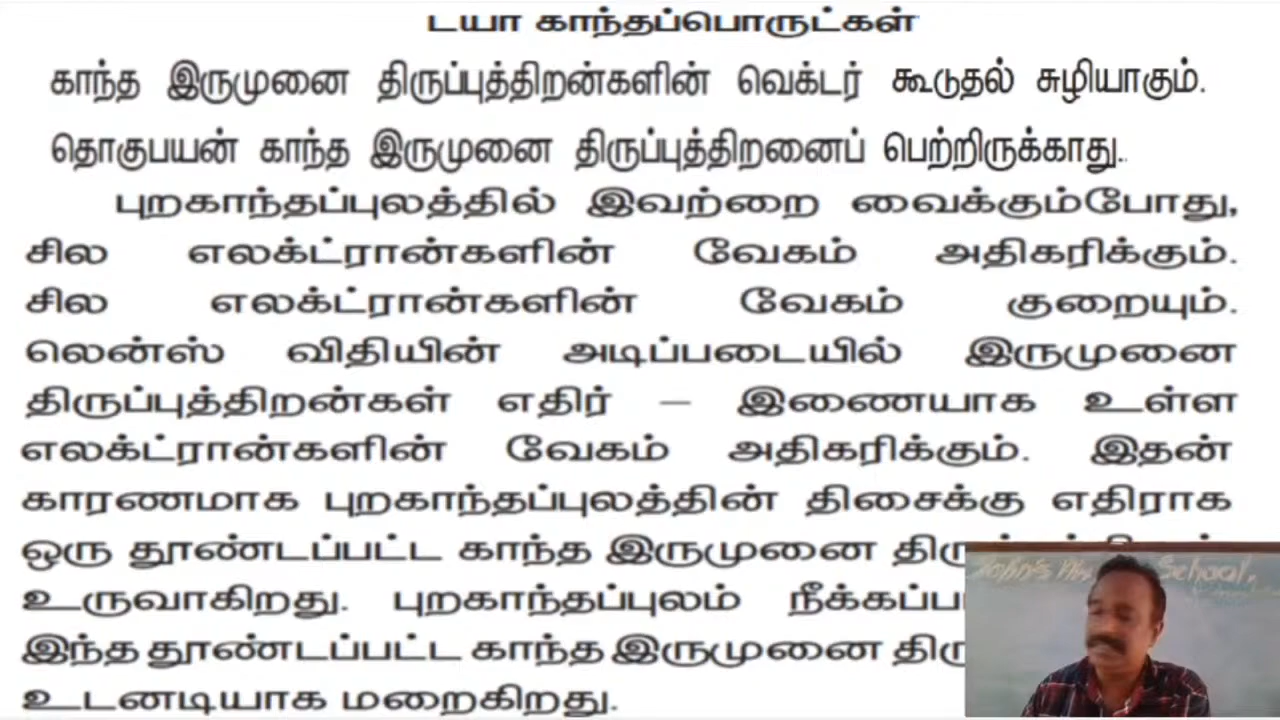 டயா காந்தப்பொருட்கள்
காந்த இருமுனை திருப்புத்திறன்களின் வெக்டர் கூடுதல் சுழியாகும்.
தொகுபயன் காந்த இருமுனை திருப்புத்திறனைப் பெற்றிருக்காது.
புறகாந்தப்புலத்தில் இவற்றை வைக்கும்போது,
சில எலக்ட்ரான்களின் வேகம் அதிகரிக்கும்.
சில எலக்ட்ரான்களின் வேகம் குறையும்.
லென்ஸ் விதியின் அடிப்படையில் இருமுனை
திருப்புத்திறன்கள் எதிர் – இணையாக உள்ள
எலக்ட்ரான்களின் வேகம் அதிகரிக்கும். இதன்
காரணமாக புறகாந்தப்புலத்தின் திசைக்கு எதிராக
ஒரு தூண்டப்பட்ட காந்த இருமுனை
உருவாகிறது. புறகாந்தப்புலம்
இந்த தூண்டப்பட்ட காந்த இருமுனை
உடனடியாக மறைகிறது.
School,